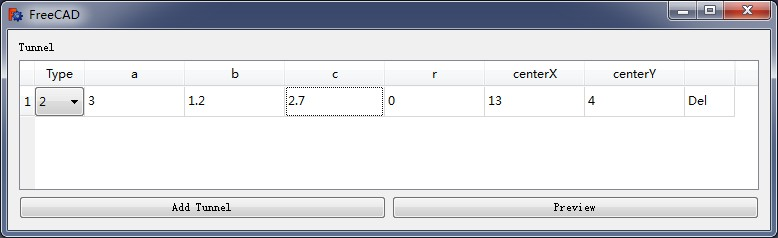 FreeCAD
Tunnel
Type a b c r centerX centerY
1 2 3 1.2 2.7 0 13 4 Del
Add Tunnel Preview